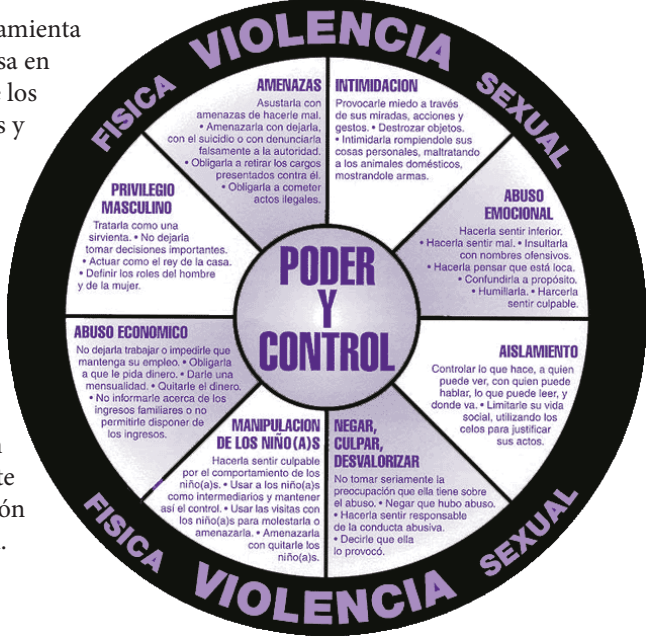 amienta
sa en
los
s y
te
ón
VIOLENCIA
FISICA
SEXUAL
AMENAZAS
Asustarla con
amenazas de hacerle mal.
• Amenazarla con dejarla,
con el suicidio o con denunciarla
falsamente a la autoridad.
• Obligarla a retirar los cargos
presentados contra él.
• Obligarla a cometer
actos ilegales.
INTIMIDACION
Provocarle miedo a través
de sus miradas, acciones y
gestos. • Destrozar objetos.
• Intimidarla rompiendole sus
cosas personales, maltratando
a los animales domésticos,
mostrandole armas.
PRIVILEGIO
MASCULINO
Tratarla como una
sirvienta. • No dejarla
tomar decisiones importantes.
• Actuar como el rey de la casa.
• Definir los roles del hombre
y de la mujer.
ABUSO
EMOCIONAL
Hacerla sentir inferior.
• Hacerla sentir mal. • Insultarla
con nombres ofensivos.
• Hacerla pensar que está loca.
• Confundirla a propósito.
• Humillarla. • Harcerla
sentir culpable.
PODER
Y
CONTROL
ABUSO ECONOMICO
No dejarla trabajar o impedirle que
mantenga su empleo. • Obligarla
a que le pida dinero. • Darle una
mensualidad. • Quitarle el dinero.
• No informarle acerca de los
ingresos familiares o no
permitirle disponer de
los ingresos.
AISLAMIENTO
Controlar lo que hace, a quien
puede ver, con quien puede
hablar, lo que puede leer, y
donde va. • Limitarle su vida
social, utilizando los
celos para justificar
sus actos.
MANIPULACION
DE LOS NIÑO(A)S
Hacerla sentir culpable
por el comportamiento de los
niño(a)s. • Usar a los niño(a)s
como intermediarios y mantener
así el control. • Usar las visitas con
los niño(a)s para molestarla o
amenazarla. • Amenazarla
con quitarle los
niño(a)s.
NEGAR,
CULPAR,
DESVALORIZAR
No tomar seriamente la
preocupación que ella tiene sobre
el abuso. • Negar que hubo abuso.
• Hacerla sentir responsable
de la conducta abusiva.
• Decirle que ella
lo provocó.
FISICA
SEXUAL
VIOLENCIA